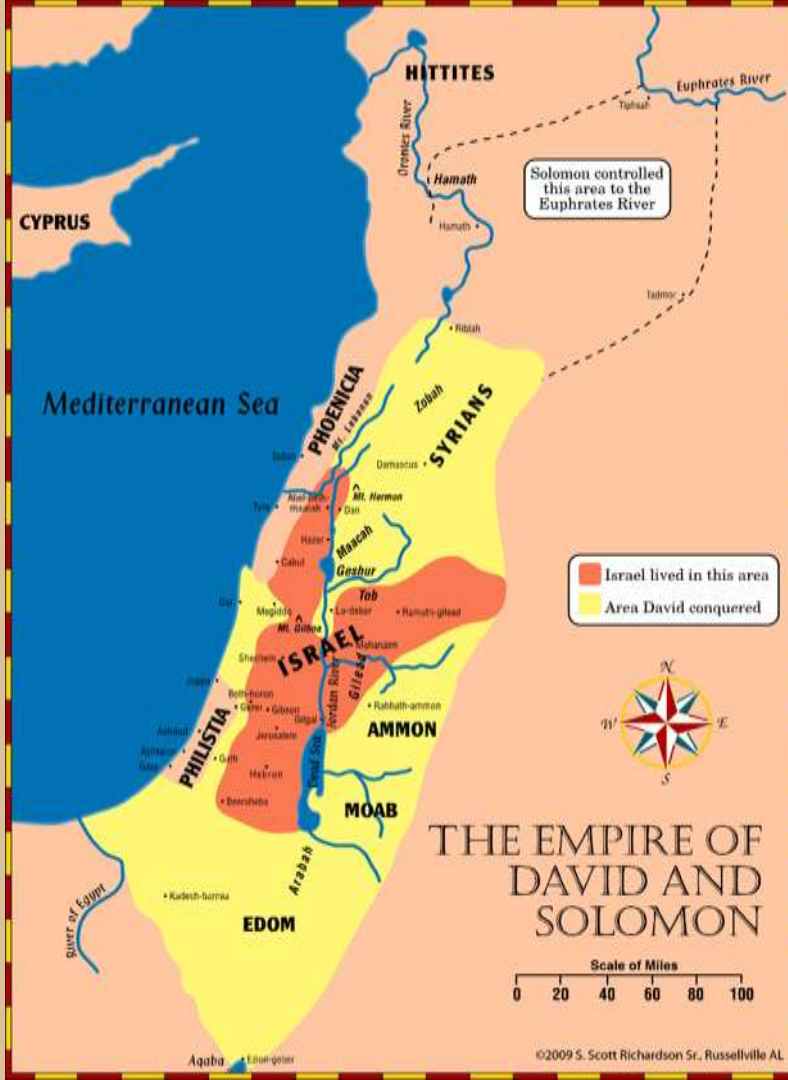 HITTITES
Euphrates River
Tiphsah
Orontes River
Solomon controlled
this area to the
Euphrates River
Hamath
CYPRUS
Hamath
Tadmor
Riblah
PHOENICIA
Mt. Lebanon
Zobah
SYRIANS
Mediterranean Sea
Sidon
Damascus
Mt. Hermon
Abel-beth-
maacah
Tyre
Dan
Hazor
Maacah
Cabul
Geshur
Israel lived in this area
Area David conquered
Tob
Dor
Megiddo
Lo-debar
Ramoth-gilead
Mt. Gilboa
ISRAEL
Mahanaim
Shechem
Gilead
Jordan River
Joppa
Beth-horon
Gezer
Gibeon
Rabbath-ammon
Gilgal
AMMON
N
W
E
S
Ashdod
Jerusalem
PHILISTIA
Ashkelon
Gaza
Gath
Hebron
Dead Sea
Beersheba
MOAB
THE EMPIRE OF
DAVID AND
SOLOMON
Arabah
Kadesh-barnea
River of Egypt
EDOM
Scale of Miles
0 20 40 60 80 100
Aqaba
Ezion-geber
©2009 S. Scott Richardson Sr., Russellville AL